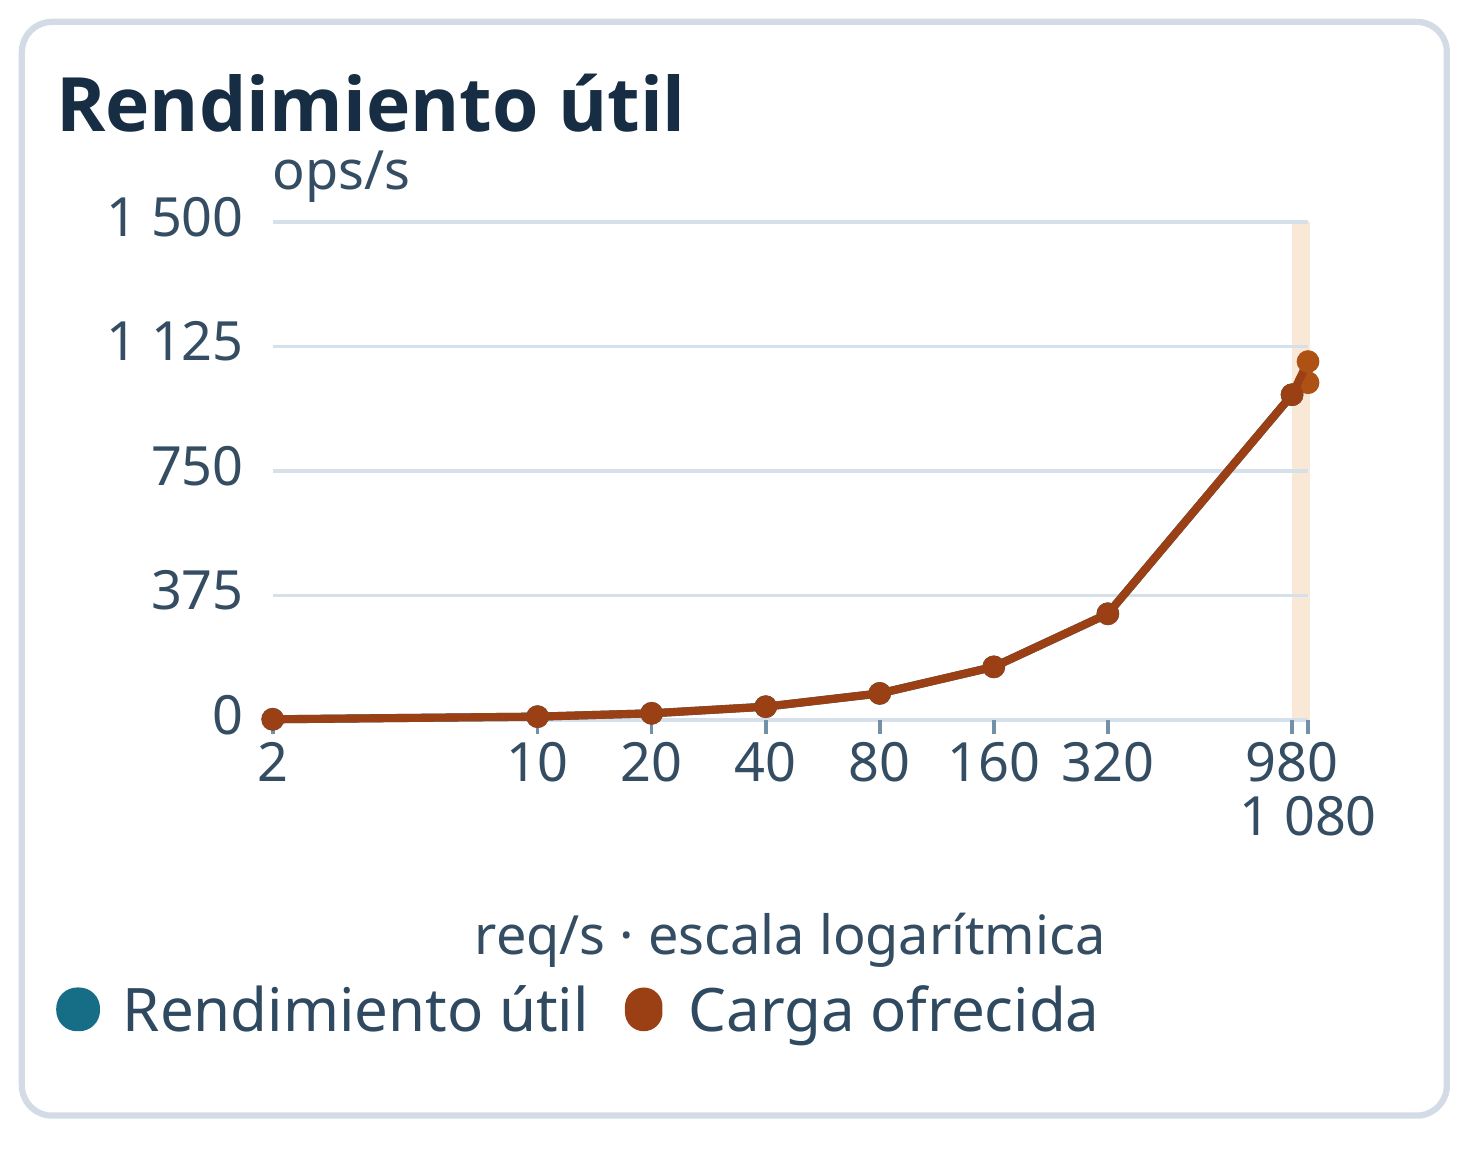 Rendimiento útil
ops/s
1 500
1 125
750
375
0
2 10 20 40 80 160 320 980
1 080
req/s · escala logarítmica
Rendimiento útil Carga ofrecida